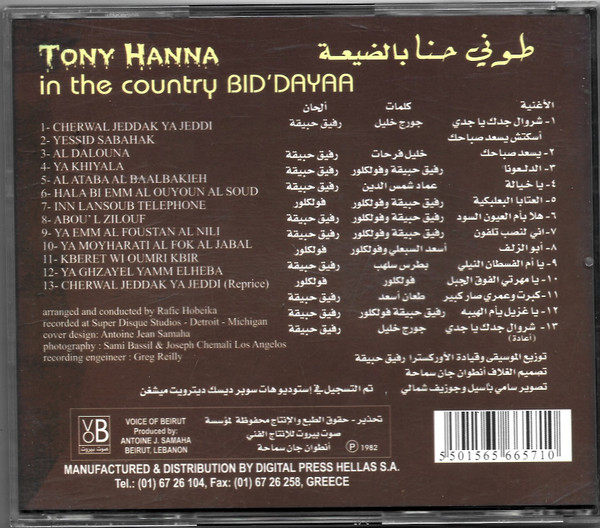 TONY HANNA
طوني حنا بالضيعة
in the country BID'DAYAA
ألحان كلمات الأغنية
1- CHERWAL JEDDAK YA JEDDI
2- YESSID SABAHAK
3- AL DALOUNA
4- YA KHIYALA
5- AL ATABA AL BAALBAKIEH
6- HALA BI EMM AL OUYOUN AL SOUD
7- INN LANSOUB TELEPHONE
8- ABOU' L ZILOUF
9- YA EMM AL FOUSTAN AL NILI
10- YA MOYHARATI AL FOK AL JABAL
11- KBERET WI OUMRI KBIR
12- YA GHZAYEL YAMM ELHEBA
13- CHERWAL JEDDAK YA JEDDI (Reprice)
١- شروال جدك يا جدي جورج خليل رفيق حبيقة
أسكتش يسعد صباحك
٢- يسعد صباحك خليل فرحات رفيق حبيقة
٣- الدلعونا رفيق حبيقة وفولكلور رفيق حبيقة
٤- يا خيالة عماد شمس الدين رفيق حبيقة
٥- العتابا البعلبكية رفيق حبيقة وفولكلور رفيق حبيقة
٦- هلا بأم العيون السود رفيق حبيقة وفولكلور فولكلور
٧- اني لنصب تلفون رفيق حبيقة وفولكلور رفيق حبيقة
٨- أبو الزلف أسعد السبعلي وفولكلور فولكلور
٩- يا أم الفسطان النيلي بطرس رفيق حبيقة
١٠- يا مهرتي الفوق الجبل فولكلور فولكلور
١١- كبرت وعمري صار كبير طعان أسعد رفيق حبيقة
١٢- يا غزيل يام الهيبه رفيق حبيقة وفولكلور رفيق حبيقة
١٣- شروال جدك يا جدي جورج خليل رفيق حبيقة
(أعادة)
arranged and conducted by Rafic Hobeika
recorded at Super Disque Studios - Detroit - Michigan
cover design: Antoine Jean Samaha
photography : Sami Bassil & Joseph Chemali Los Angelos
recording engeineer : Greg Reilly
توزيع الموسيقى وقيادة الأوركسترا رفيق حبيقة
تصميم الغلاف أنطوان جان سماحة
تصوير سامي باسيل وجوزيف شمالي
تم التسجيل في إستوديوهات سوبر ديسك ديترويت ميشغن
VOB
صوت بيروت
VOICE OF BEIRUT
Produced by:
ANTOINE J. SAMAHA
BEIRUT, LEBANON
تحذير - حقوق الطبع والانتاج محفوظة لمؤسسة
صوت بيروت للأنتاج الفني
أنطوان جان سماحة
P 1982
5501565665710
MANUFACTURED & DISTRIBUTION BY DIGITAL PRESS HELLAS S.A.
Tel.: (01) 67 26 104, Fax: (01) 67 26 258, GREECE